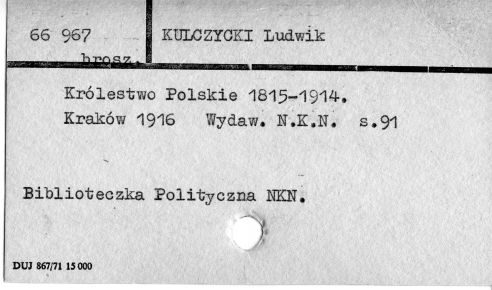 66 967 KULCZYCKI Ludwik
brosz.
Królestwo Polskie 1815-1914.
Kraków 1916 Wydaw. N.K.N. s.91
Biblioteczka Polityczna NKN.
DUJ 867/71 15 000